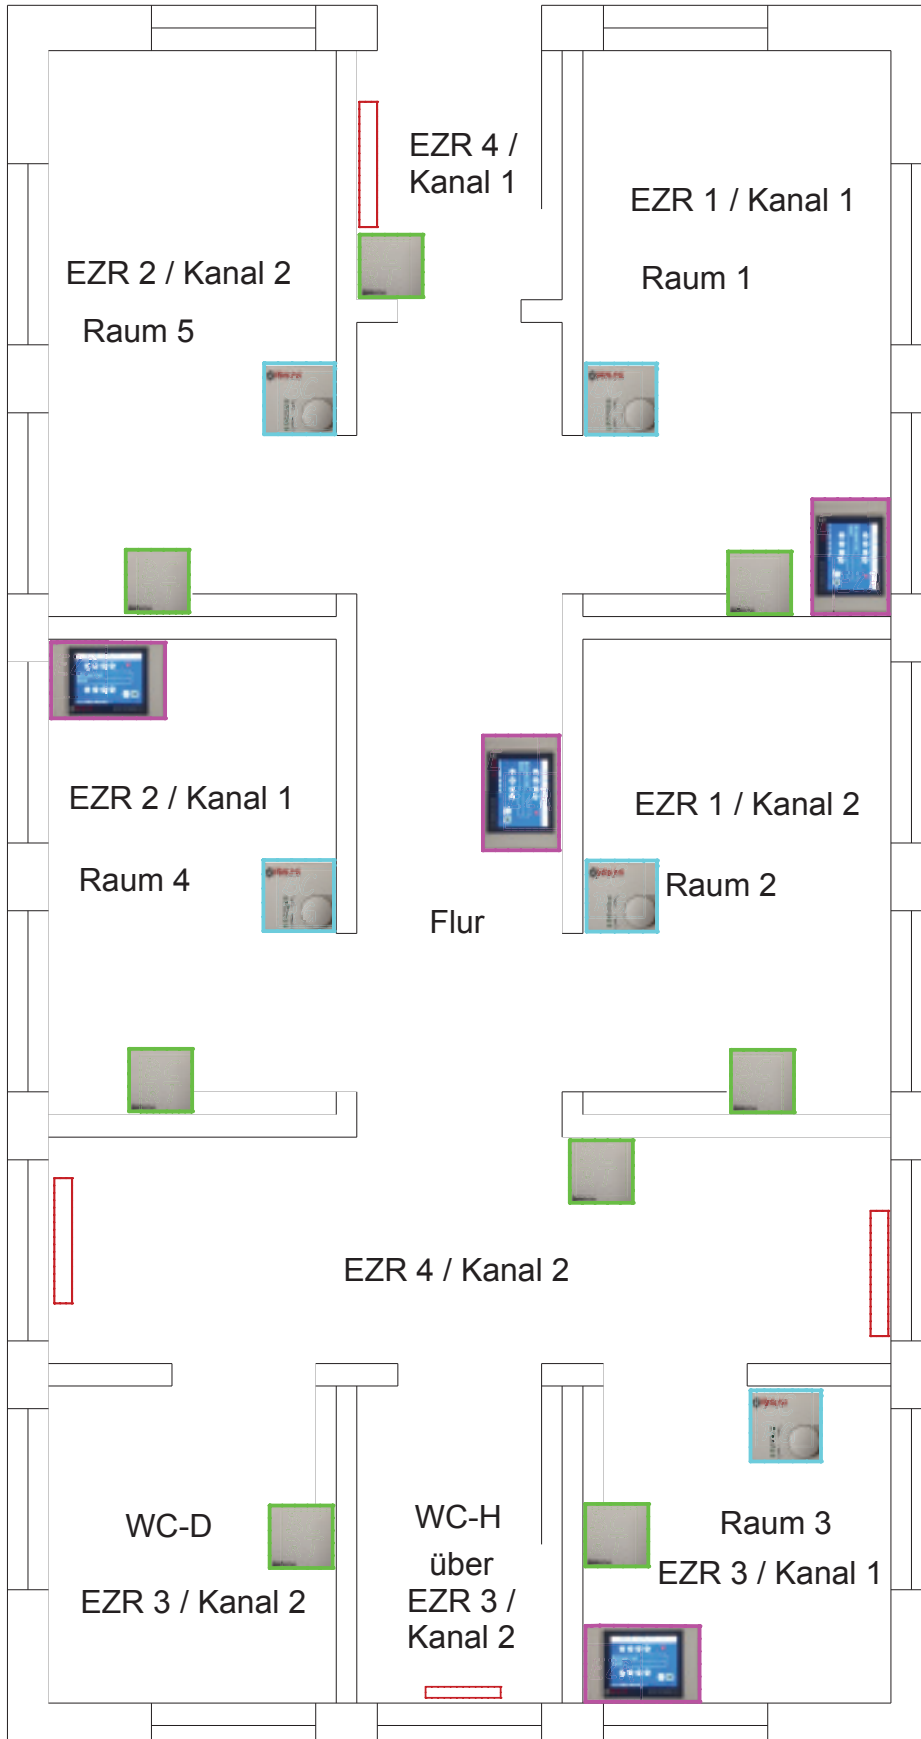 EZR 4 /
Kanal 1
EZR 1 / Kanal 1
EZR 2 / Kanal 2
Raum 1
Raum 5
EZR 2 / Kanal 1
EZR 1 / Kanal 2
Raum 4
Raum 2
Flur
EZR 4 / Kanal 2
WC-D
EZR 3 / Kanal 2
WC-H
über
EZR 3 /
Kanal 2
Raum 3
EZR 3 / Kanal 1